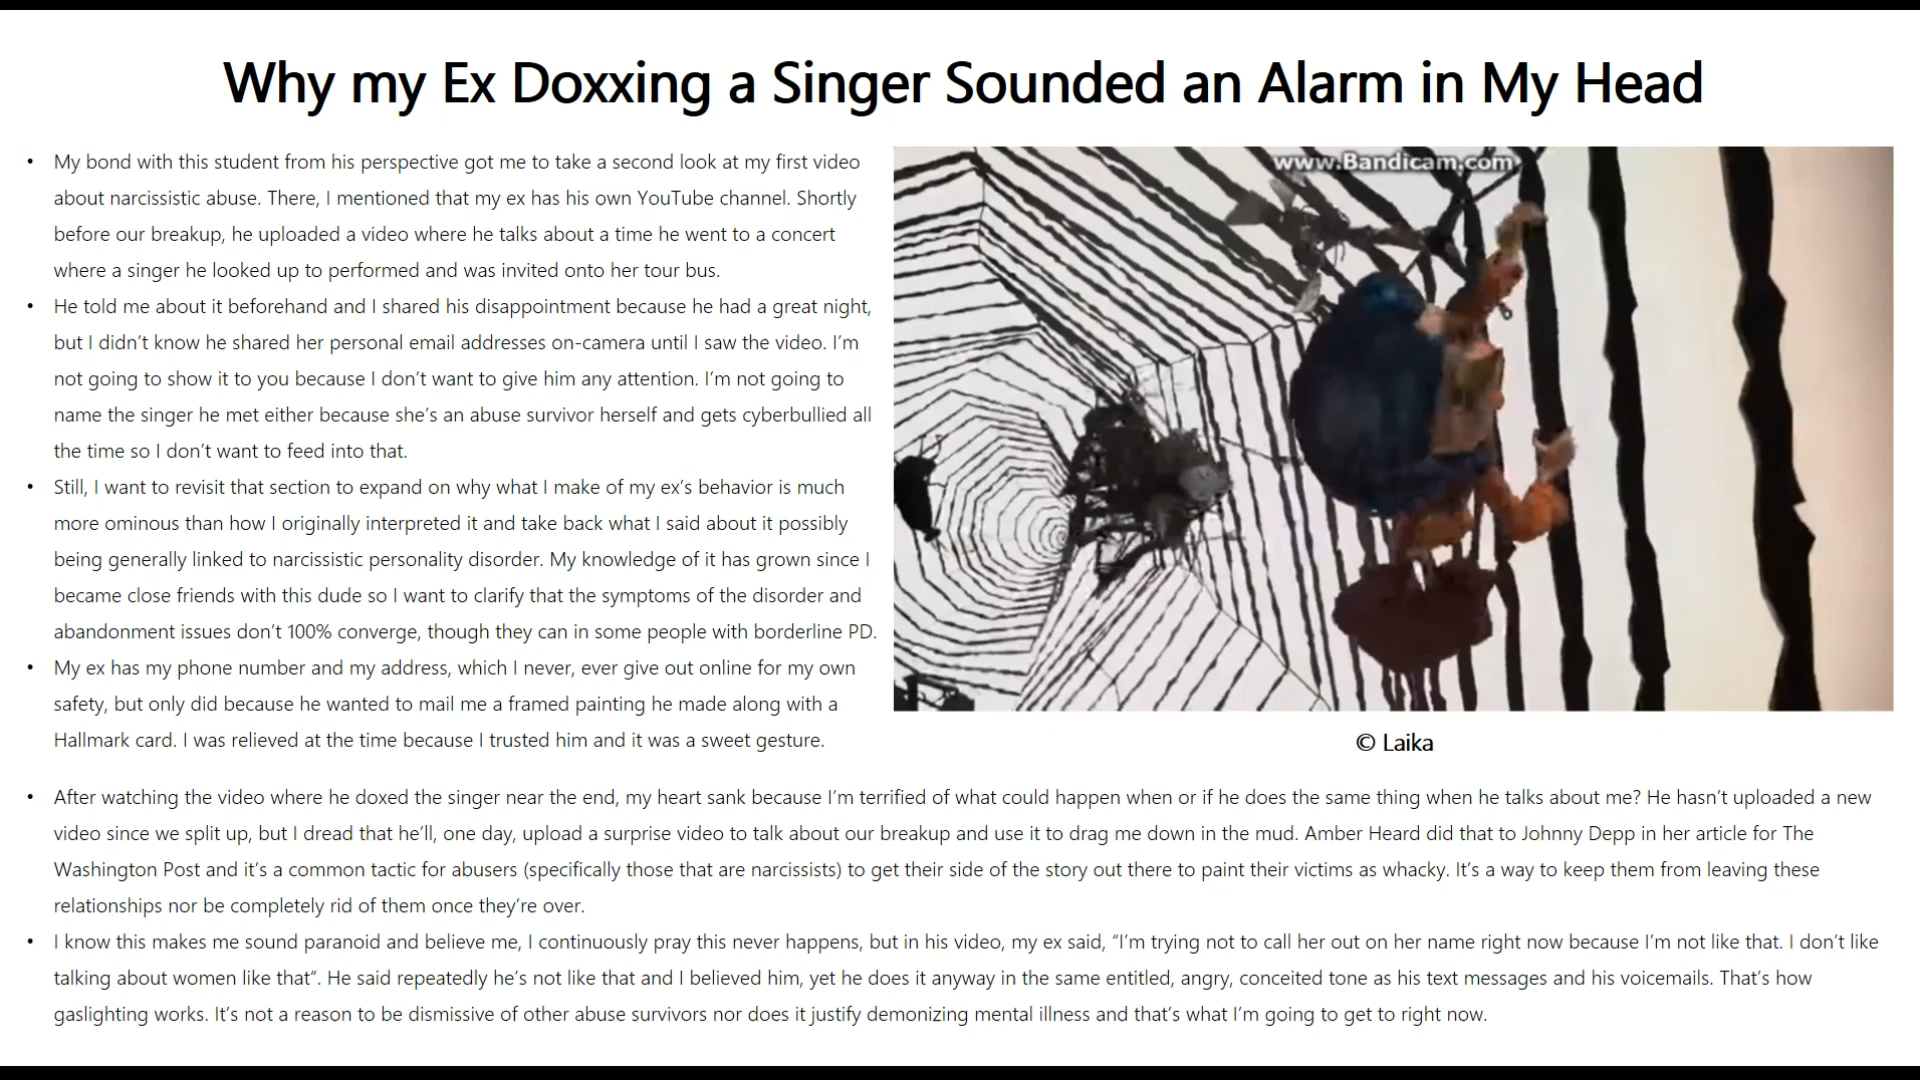 Why my Ex Doxxing a Singer Sounded an Alarm in My Head
• My bond with this student from his perspective got me to take a second look at my first video
about narcissistic abuse. There, I mentioned that my ex has his own YouTube channel. Shortly
before our breakup, he uploaded a video where he talks about a time he went to a concert
where a singer he looked up to performed and was invited onto her tour bus.
• He told me about it beforehand and I shared his disappointment because he had a great night,
but I didn’t know he shared her personal email addresses on-camera until I saw the video. I’m
not going to show it to you because I don’t want to give him any attention. I’m not going to
name the singer he met either because she’s an abuse survivor herself and gets cyberbullied all
the time so I don’t want to feed into that.
• Still, I want to revisit that section to expand on why what I make of my ex’s behavior is much
more ominous than how I originally interpreted it and take back what I said about it possibly
being generally linked to narcissistic personality disorder. My knowledge of it has grown since I
became close friends with this dude so I want to clarify that the symptoms of the disorder and
abandonment issues don’t 100% converge, though they can in some people with borderline PD.
• My ex has my phone number and my address, which I never, ever give out online for my own
safety, but only did because he wanted to mail me a framed painting he made along with a
Hallmark card. I was relieved at the time because I trusted him and it was a sweet gesture.
www.Bandicam.com
© Laika
• After watching the video where he doxed the singer near the end, my heart sank because I’m terrified of what could happen when or if he does the same thing when he talks about me? He hasn’t uploaded a new
video since we split up, but I dread that he’ll, one day, upload a surprise video to talk about our breakup and use it to drag me down in the mud. Amber Heard did that to Johnny Depp in her article for The
Washington Post and it’s a common tactic for abusers (specifically those that are narcissists) to get their side of the story out there to paint their victims as whacky. It’s a way to keep them from leaving these
relationships nor be completely rid of them once they’re over.
• I know this makes me sound paranoid and believe me, I continuously pray this never happens, but in his video, my ex said, “I’m trying not to call her out on her name right now because I’m not like that. I don’t like
talking about women like that”. He said repeatedly he’s not like that and I believed him, yet he does it anyway in the same entitled, angry, conceited tone as his text messages and his voicemails. That’s how
gaslighting works. It’s not a reason to be dismissive of other abuse survivors nor does it justify demonizing mental illness and that’s what I’m going to get to right now.